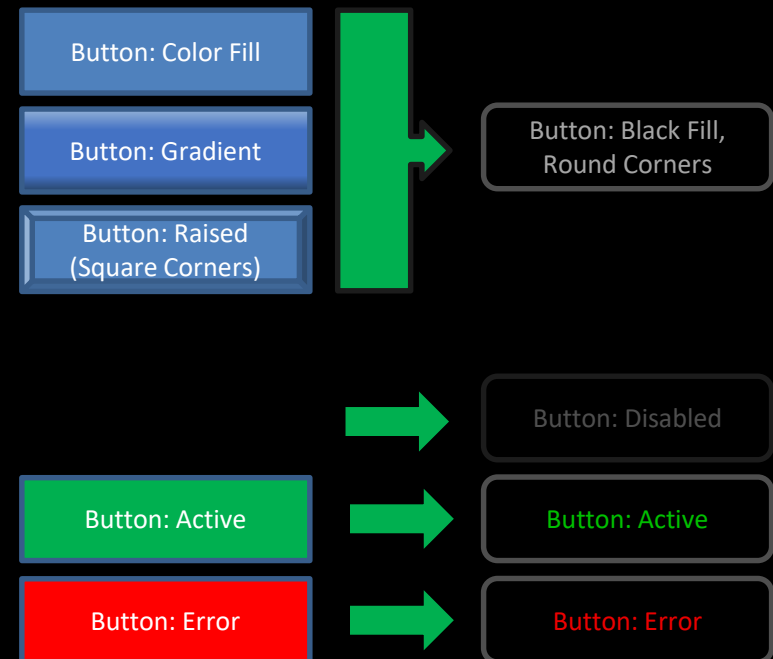 Button: Color Fill
Button: Gradient
Button: Raised
(Square Corners)
Button: Black Fill,
Round Corners
Button: Disabled
Button: Active
Button: Active
Button: Error
Button: Error